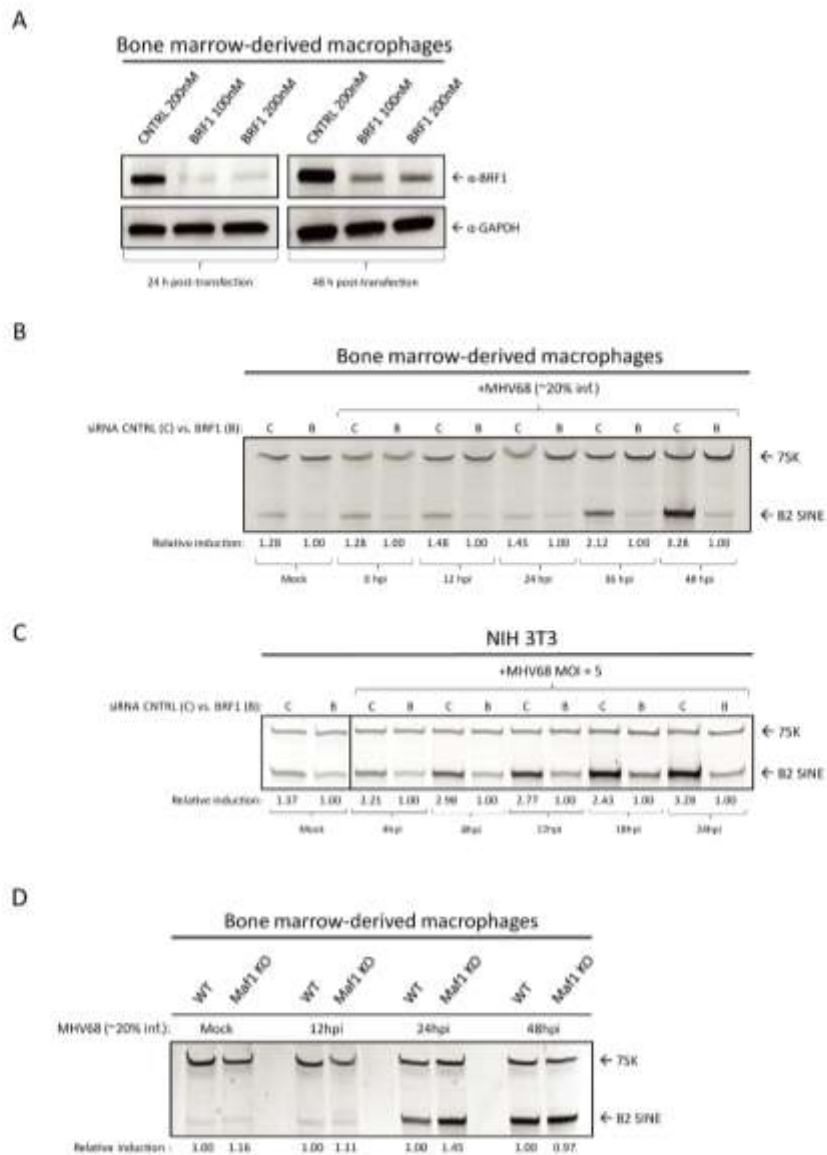 A
Bone marrow-derived macrophages
CNTRL 200nM BRF1 100nM BRF1 200nM CNTRL 200nM BRF1 100nM BRF1 200nM
← α-BRF1
← α-GAPDH
24 h post-transfection 48 h post-transfection
B
Bone marrow-derived macrophages
+MHV68 (~20% inf.)
siRNA CNTRL (C) vs. BRF1 (B): C B C B C B C B C B C B
← 7SK
← B2 SINE
Relative induction: 1.28 1.00 1.28 1.00 1.48 1.00 1.45 1.00 2.12 1.00 3.28 1.00
Mock 0 hpi 12 hpi 24 hpi 36 hpi 48 hpi
C
NIH 3T3
+MHV68 MOI = 5
siRNA CNTRL (C) vs. BRF1 (B): C B C B C B C B C B C B
← 7SK
← B2 SINE
Relative induction: 1.37 1.00 2.21 1.00 2.98 1.00 2.77 1.00 2.43 1.00 3.28 1.00
Mock 4hpi 8hpi 12hpi 18hpi 24hpi
D
Bone marrow-derived macrophages
WT Maf1 KO WT Maf1 KO WT Maf1 KO WT Maf1 KO
MHV68 (~20% inf.): Mock 12hpi 24hpi 48hpi
← 7SK
← B2 SINE
Relative induction : 1.00 1.16 1.00 1.11 1.00 1.45 1.00 0.97